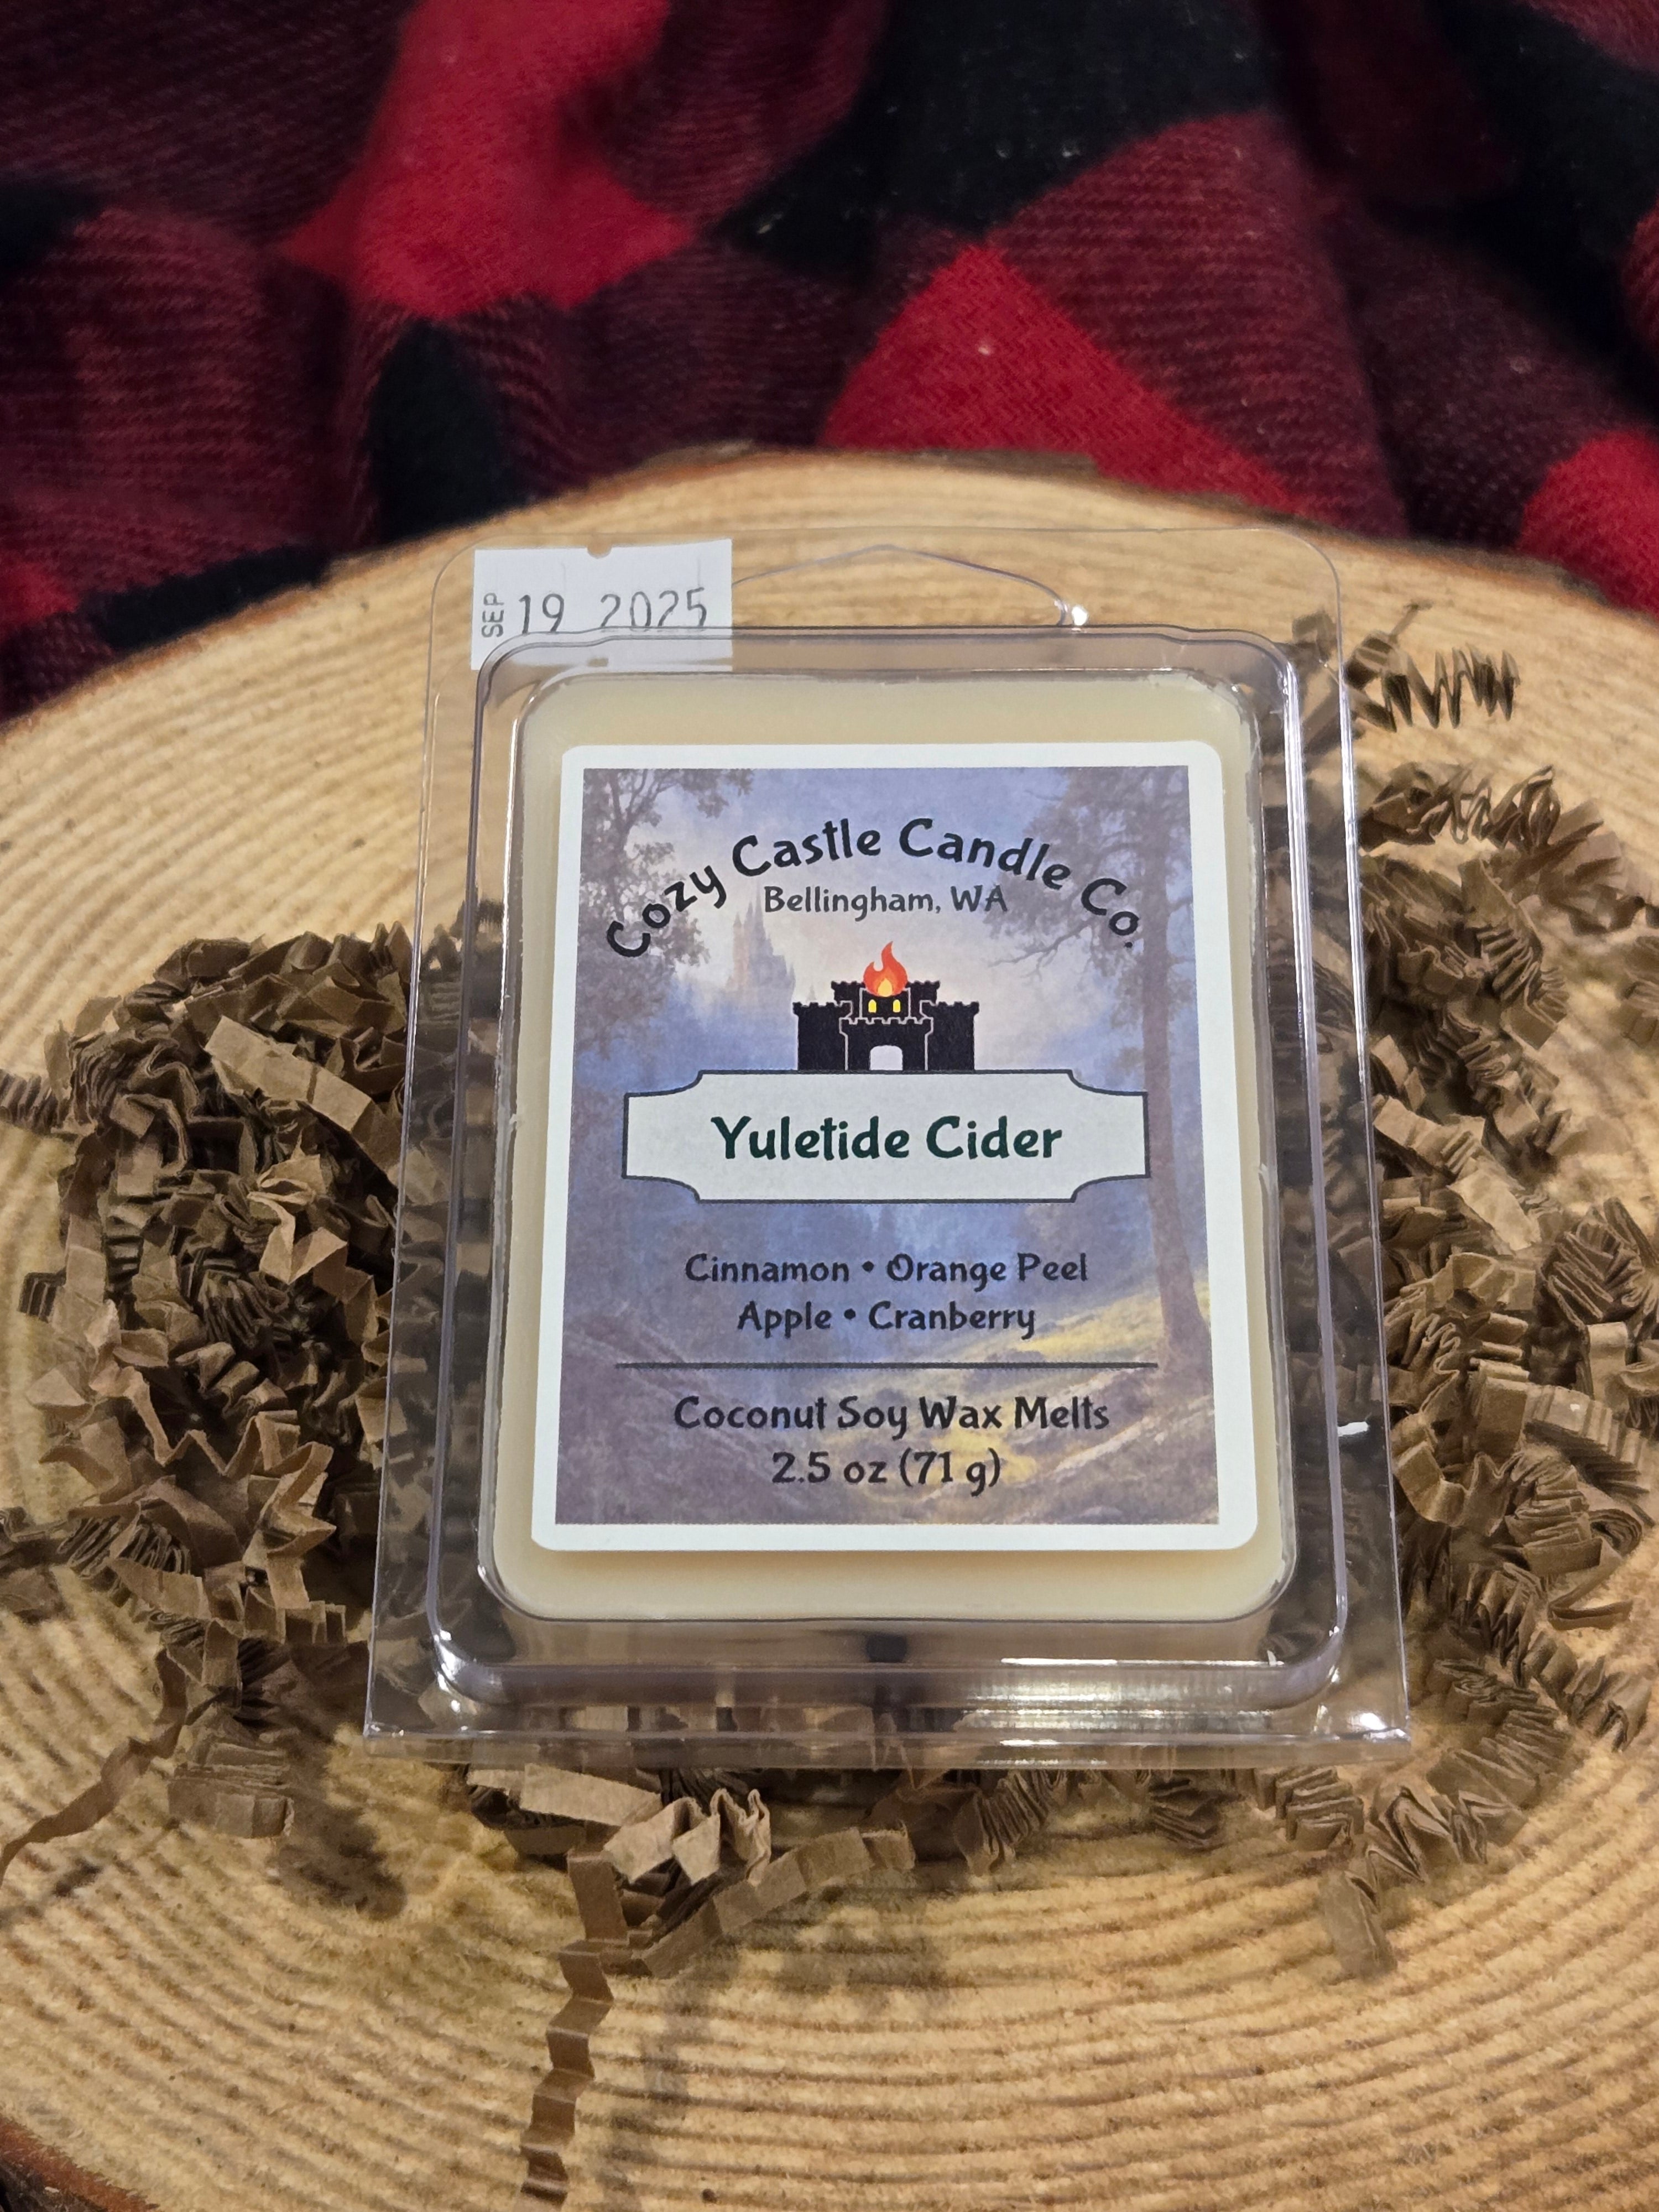 SEP 19 2025
Cozy Castle Candle Co.
Bellingham, WA
Yuletide Cider
Cinnamon • Orange Peel
Apple • Cranberry
Coconut Soy Wax Melts
2.5 oz (71 g)